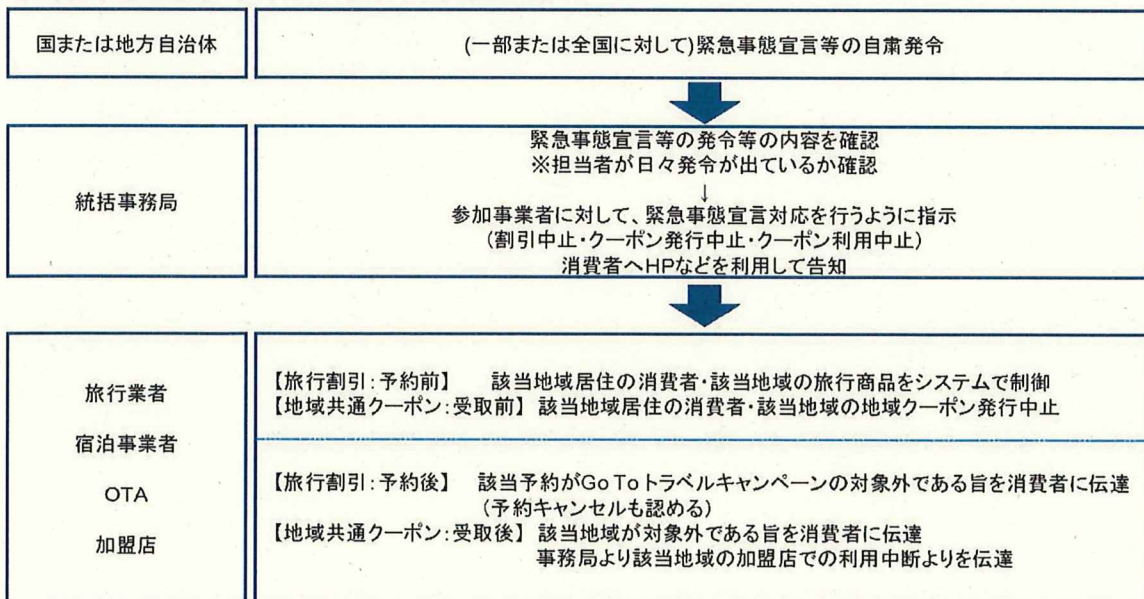 国または地方自治体
(一部または全国に対して)緊急事態宣言等の自粛発令
統括事務局
緊急事態宣言等の発令等の内容を確認
※担当者が日々発令が出ているか確認
↓
参加事業者に対して、緊急事態宣言対応を行うように指示
(割引中止・クーポン発行中止・クーポン利用中止)
消費者へHPなどを利用して告知
旅行業者
宿泊事業者
OTA
加盟店
【旅行割引:予約前】 該当地域居住の消費者・該当地域の旅行商品をシステムで制御
【地域共通クーポン:受取前】 該当地域居住の消費者・該当地域の地域クーポン発行中止
【旅行割引:予約後】 該当予約がGo Toトラベルキャンペーンの対象外である旨を消費者に伝達
(予約キャンセルも認める)
【地域共通クーポン:受取後】 該当地域が対象外である旨を消費者に伝達
事務局より該当地域の加盟店での利用中断よりを伝達